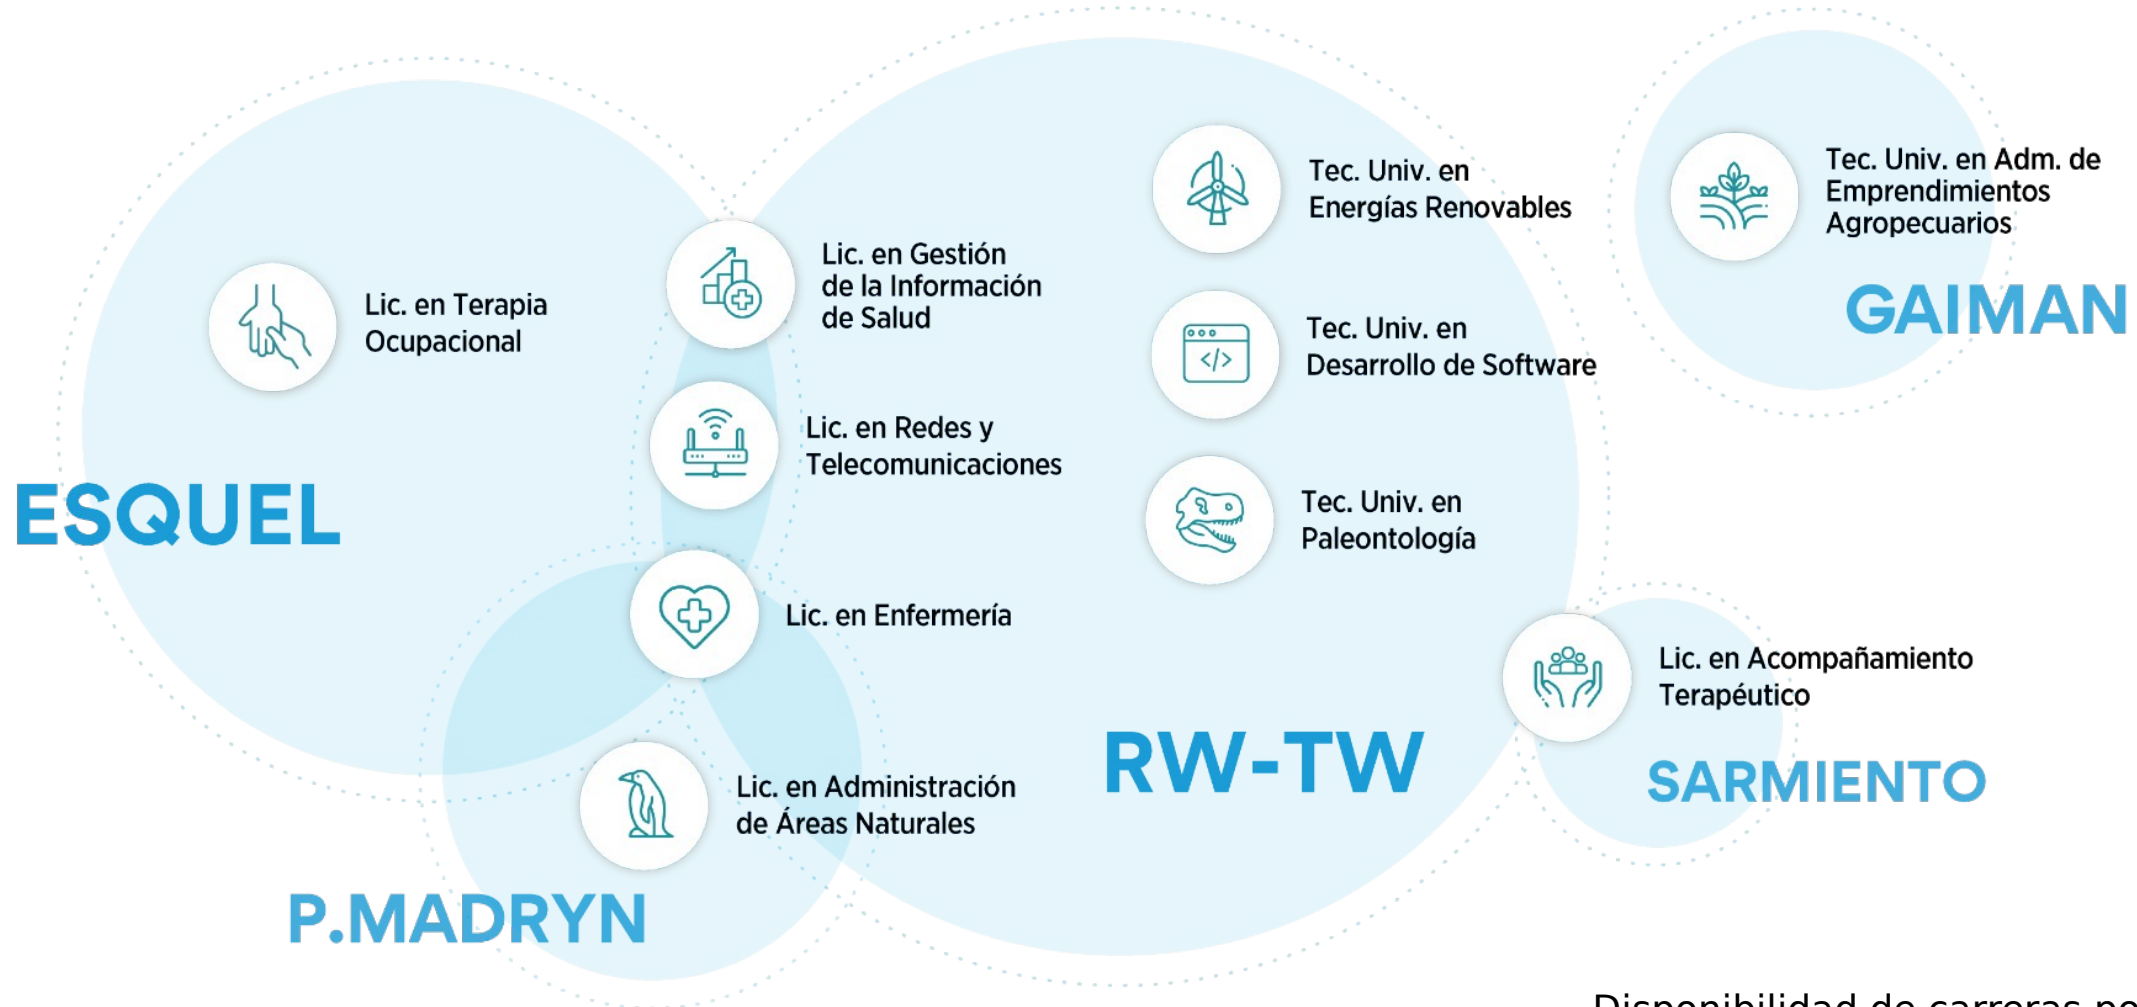 Lic. en Terapia
Ocupacional
ESQUEL
Lic. en Gestión
de la Información
de Salud
Lic. en Redes y
Telecomunicaciones
Lic. en Enfermería
Lic. en Administración
de Áreas Naturales
P.MADRYN
Tec. Univ. en
Energías Renovables
Tec. Univ. en
Desarrollo de Software
</>
Tec. Univ. en
Paleontología
RW-TW
Tec. Univ. en Adm. de
Emprendimientos
Agropecuarios
GAIMAN
Lic. en Acompañamiento
Terapéutico
SARMIENTO
Disponibilidad de carreras